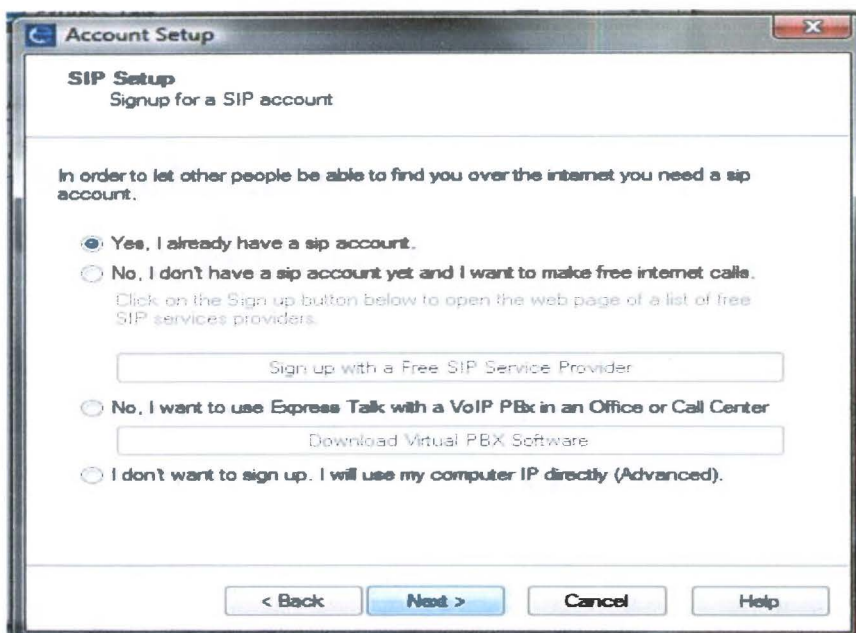 Account Setup
SIP Setup
Signup for a SIP account
In order to let other people be able to find you over the internet you need a sip
account.
Yes, I already have a sip account.
No, I don't have a sip account yet and I want to make free internet calls.
Click on the Sign up button below to open the web page of a list of free
SIP services providers.
Sign up with a Free SIP Service Provider
No, I want to use Express Talk with a VoIP PBx in an Office or Call Center
Download Virtual PBX Software
I don't want to sign up. I will use my computer IP directly (Advanced).
< Back
Next >
Cancel
Help